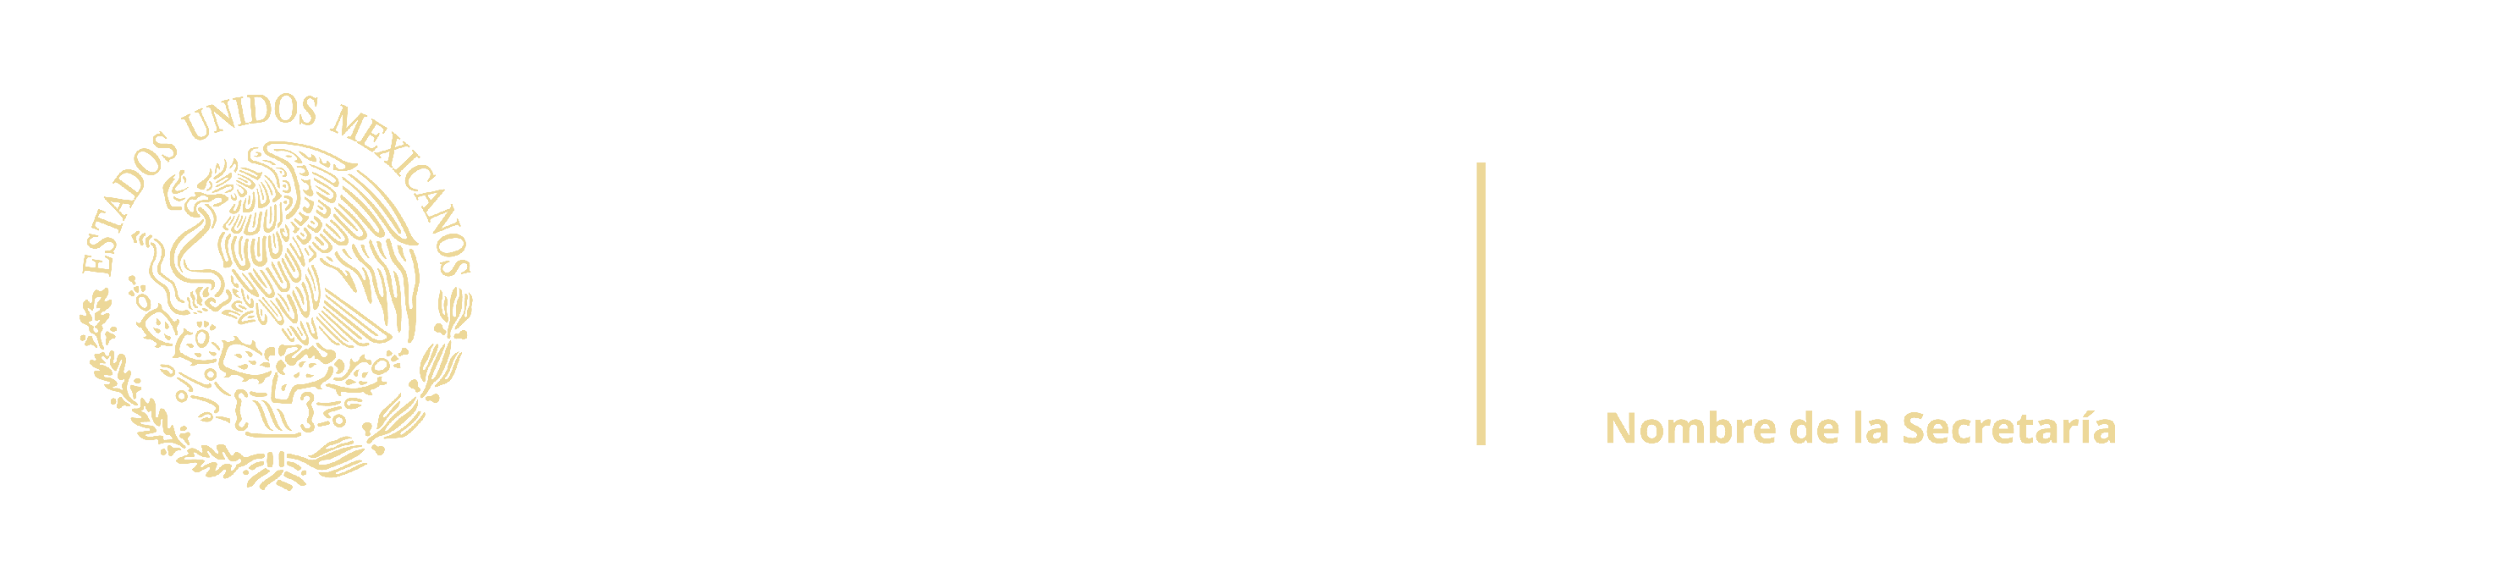 ESTADOS UNIDOS MEXICANOS
Nombre de la Secretaría